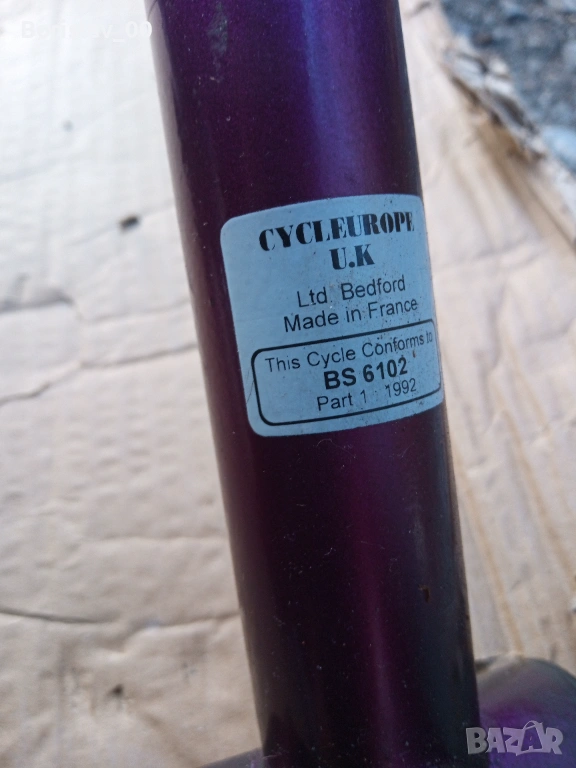 CYCLEUROPE
U.K
Ltd. Bedford
Made in France
This Cycle Conforms to
BS 6102
Part 1 : 1992
BAZAR